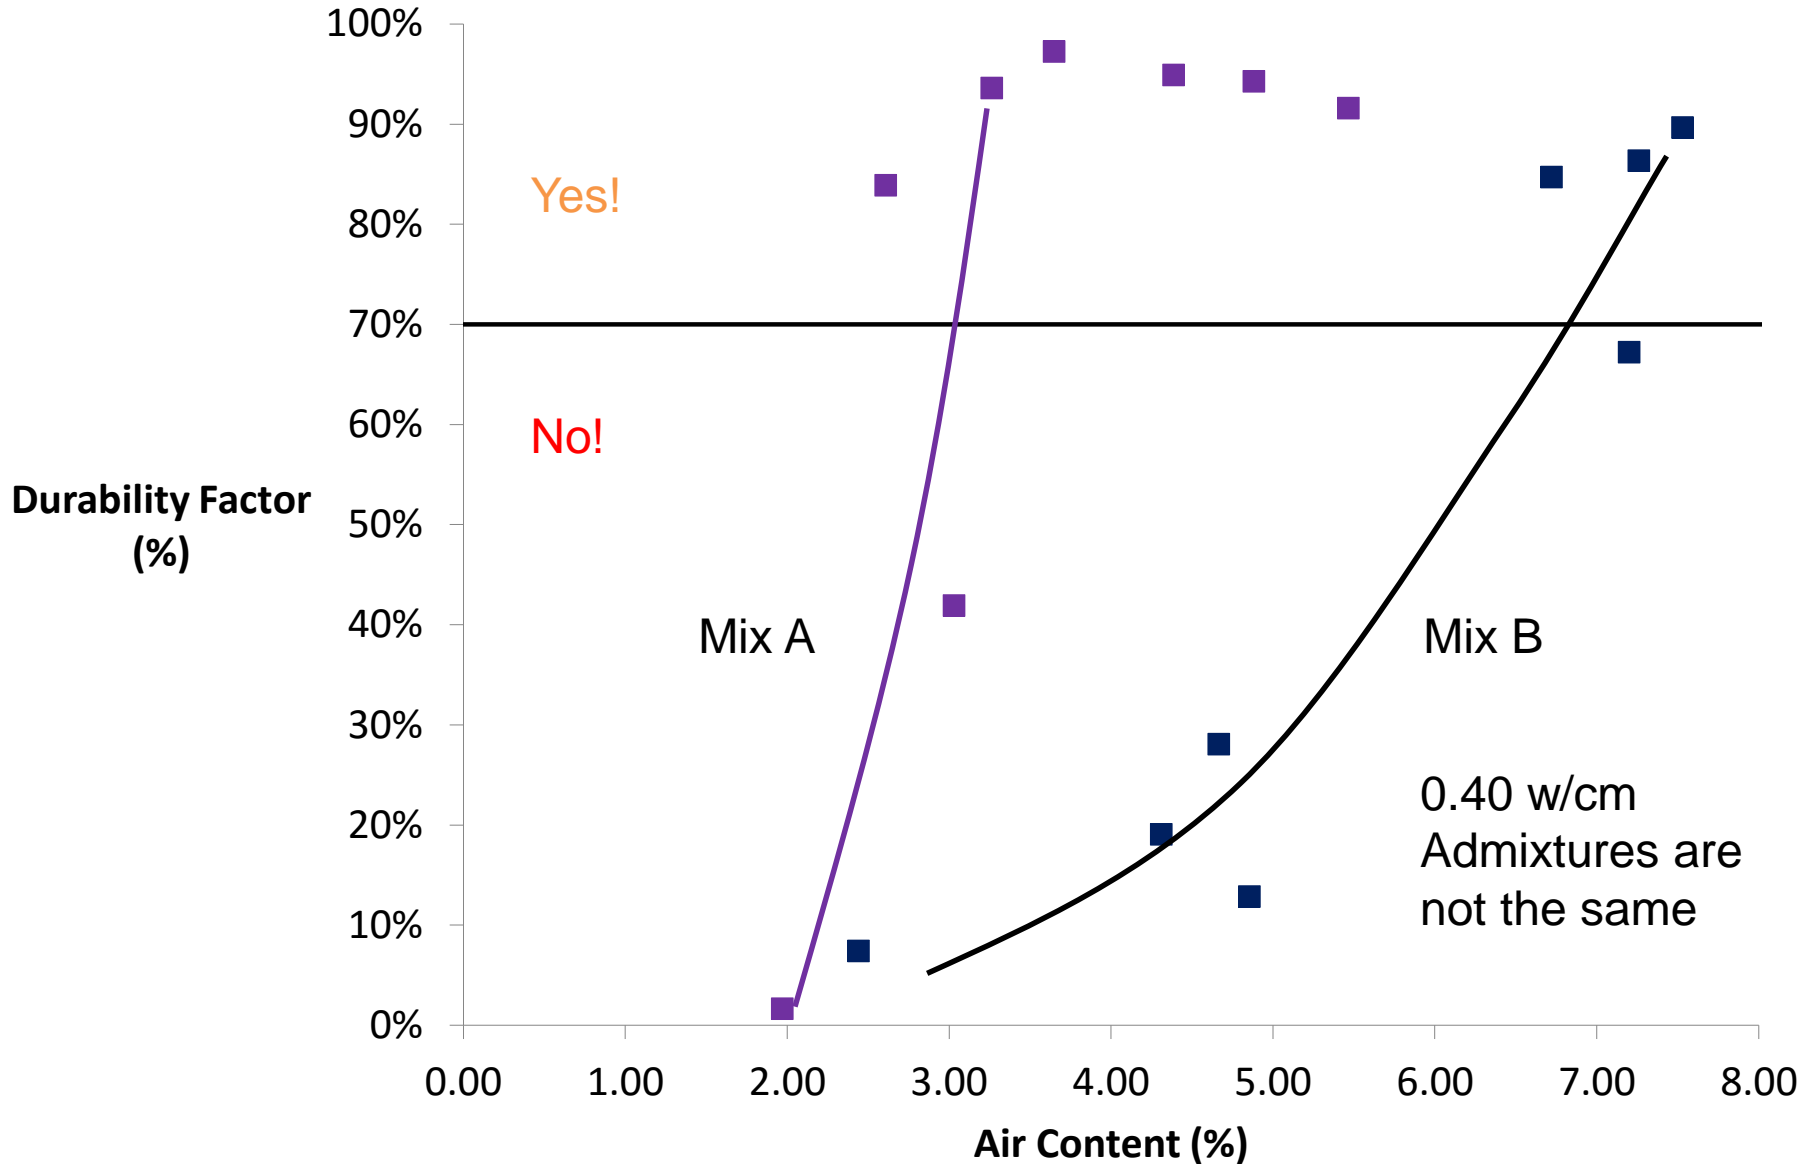 100%
90%
80%
70%
60%
50%
40%
30%
20%
10%
0%
Durability Factor
(%)
Yes!
No!
Mix A
Mix B
0.40 w/cm
Admixtures are
not the same
0.00 1.00 2.00 3.00 4.00 5.00 6.00 7.00 8.00
Air Content (%)